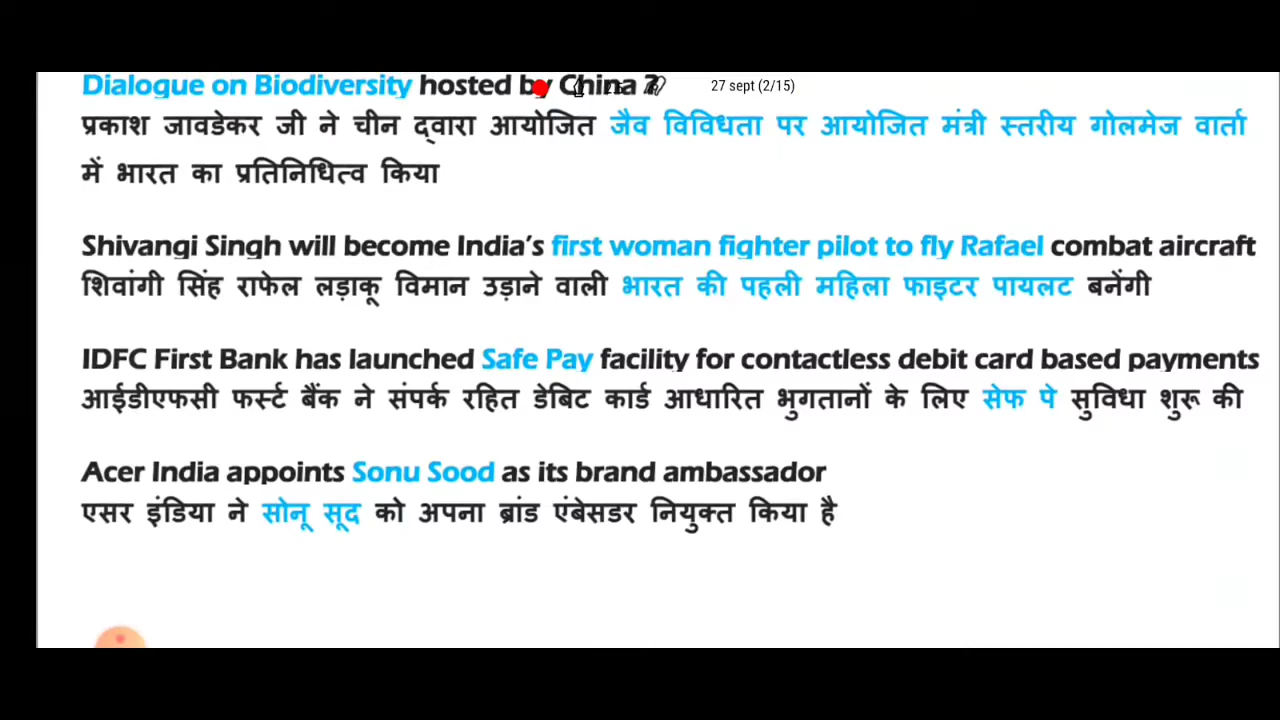 Dialogue on Biodiversity hosted by China ?
27 sept (2/15)
प्रकाश जावडेकर जी ने चीन द्वारा आयोजित जैव विविधता पर आयोजित मंत्री स्तरीय गोलमेज वार्ता
में भारत का प्रतिनिधित्व किया
Shivangi Singh will become India's first woman fighter pilot to fly Rafael combat aircraft
शिवांगी सिंह राफेल लड़ाकू विमान उड़ाने वाली भारत की पहली महिला फाइटर पायलट बनेंगी
IDFC First Bank has launched Safe Pay facility for contactless debit card based payments
आईडीएफसी फर्स्ट बैंक ने संपर्क रहित डेबिट कार्ड आधारित भुगतानों के लिए सेफ पे सुविधा शुरू की
Acer India appoints Sonu Sood as its brand ambassador
एसर इंडिया ने सोनू सूद को अपना ब्रांड एंबेसडर नियुक्त किया है